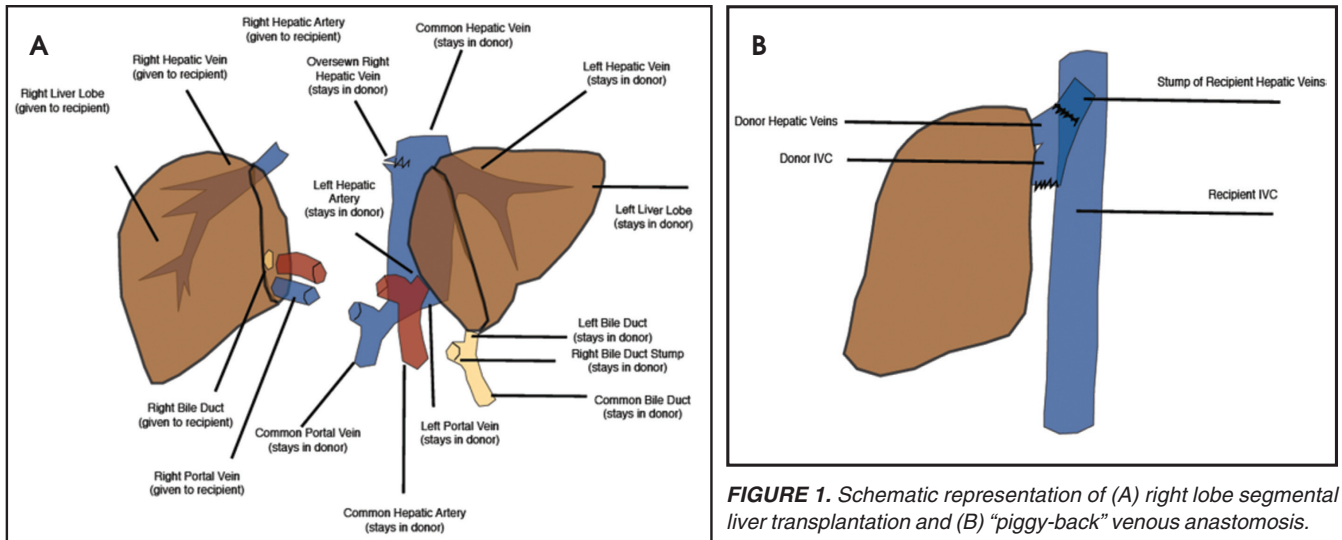 A
Right Hepatic Artery
(given to recipient)
Common Hepatic Vein
(stays in donor)
Right Hepatic Vein
(given to recipient)
Oversewn Right
Hepatic Vein
(stays in donor)
Left Hepatic Vein
(stays in donor)
Right Liver Lobe
(given to recipient)
Left Hepatic
Artery
(stays in donor)
Left Liver Lobe
(stays in donor)
Left Bile Duct
(stays in donor)
Right Bile Duct Stump
(stays in donor)
Common Bile Duct
(stays in donor)
Right Bile Duct
(given to recipient)
Common Portal Vein
(stays in donor)
Left Portal Vein
(stays in donor)
Right Portal Vein
(given to recipient)
Common Hepatic Artery
(stays in donor)
B
Stump of Recipient Hepatic Veins
Donor Hepatic Veins
Donor IVC
Recipient IVC
FIGURE 1. Schematic representation of (A) right lobe segmental
liver transplantation and (B) “piggy-back” venous anastomosis.